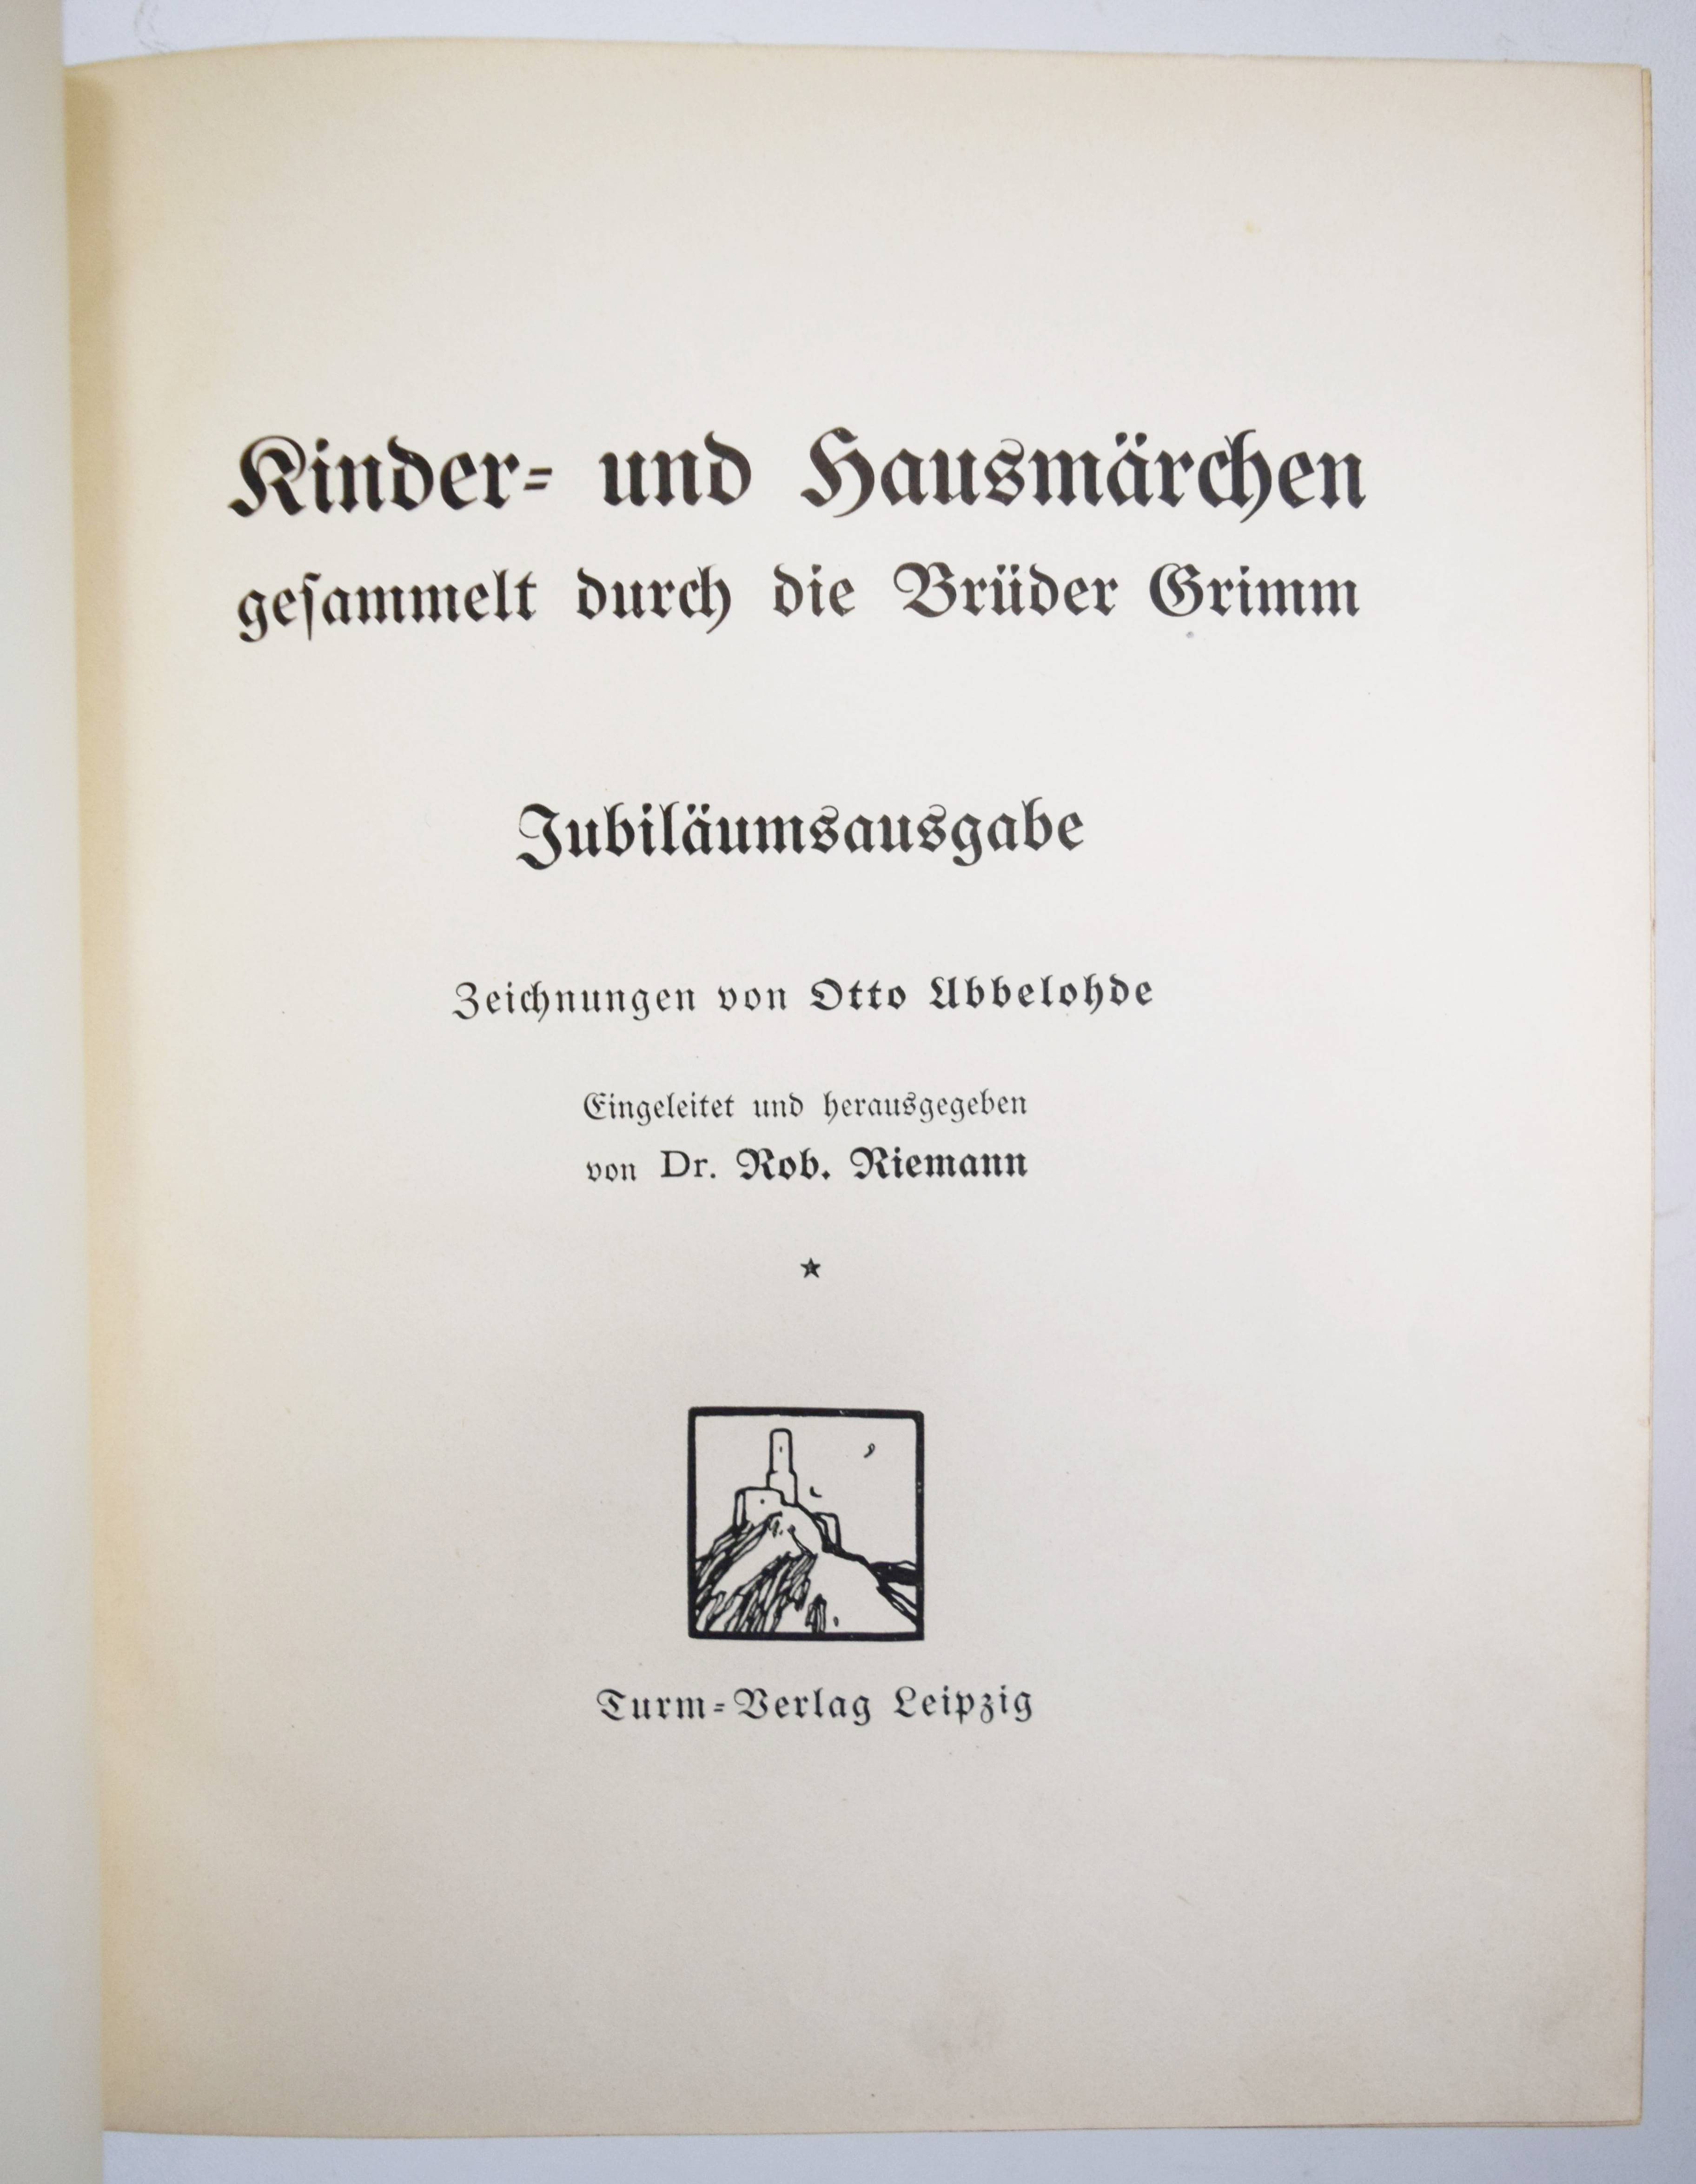 Kinder- und Hausmärchen
geſammelt durch die Brüder Grimm
Jubiläumsausgabe
Zeichnungen von Otto Ubbelohde
Eingeleitet und herausgegeben
von Dr. Rob. Riemann
Turm-Verlag Leipzig